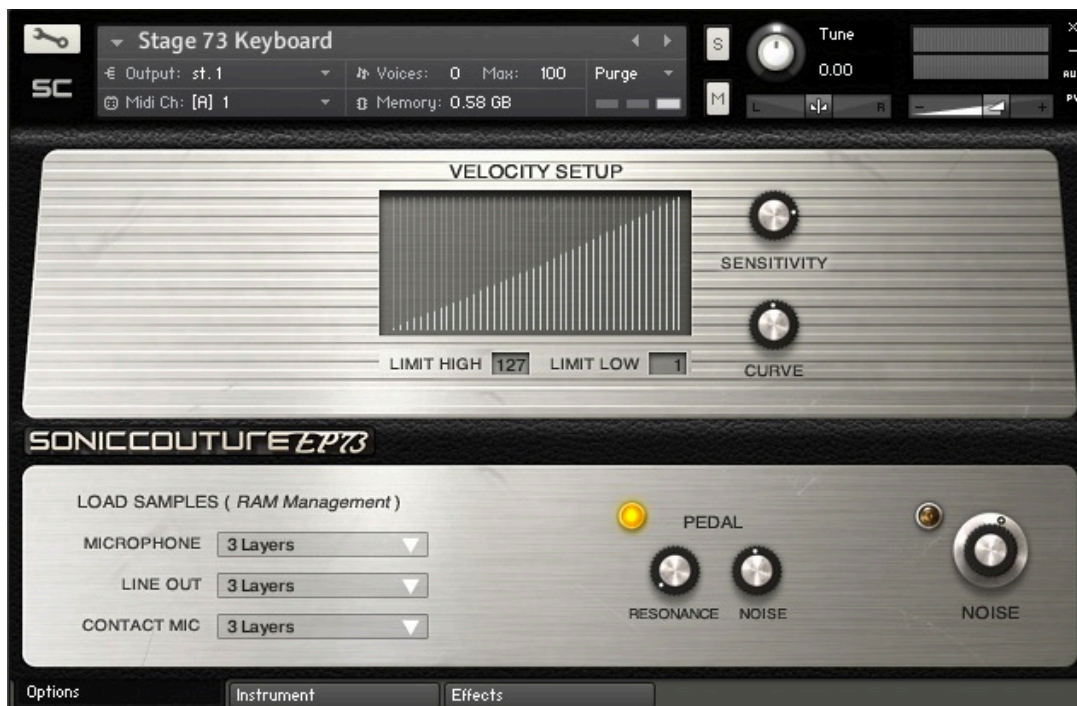 Stage 73 Keyboard
Output: st. 1 Voices: 0 Max: 100 Purge
Midi Ch: [A] 1 Memory: 0.58 GB
SC
S
M
Tune
0.00
L R
- +
AU
PV
VELOCITY SETUP
SENSITIVITY
CURVE
LIMIT HIGH 127 LIMIT LOW 1
SONICCOUTURE EP73
LOAD SAMPLES ( RAM Management )
MICROPHONE 3 Layers
LINE OUT 3 Layers
CONTACT MIC 3 Layers
PEDAL
RESONANCE NOISE
NOISE
Options Instrument Effects